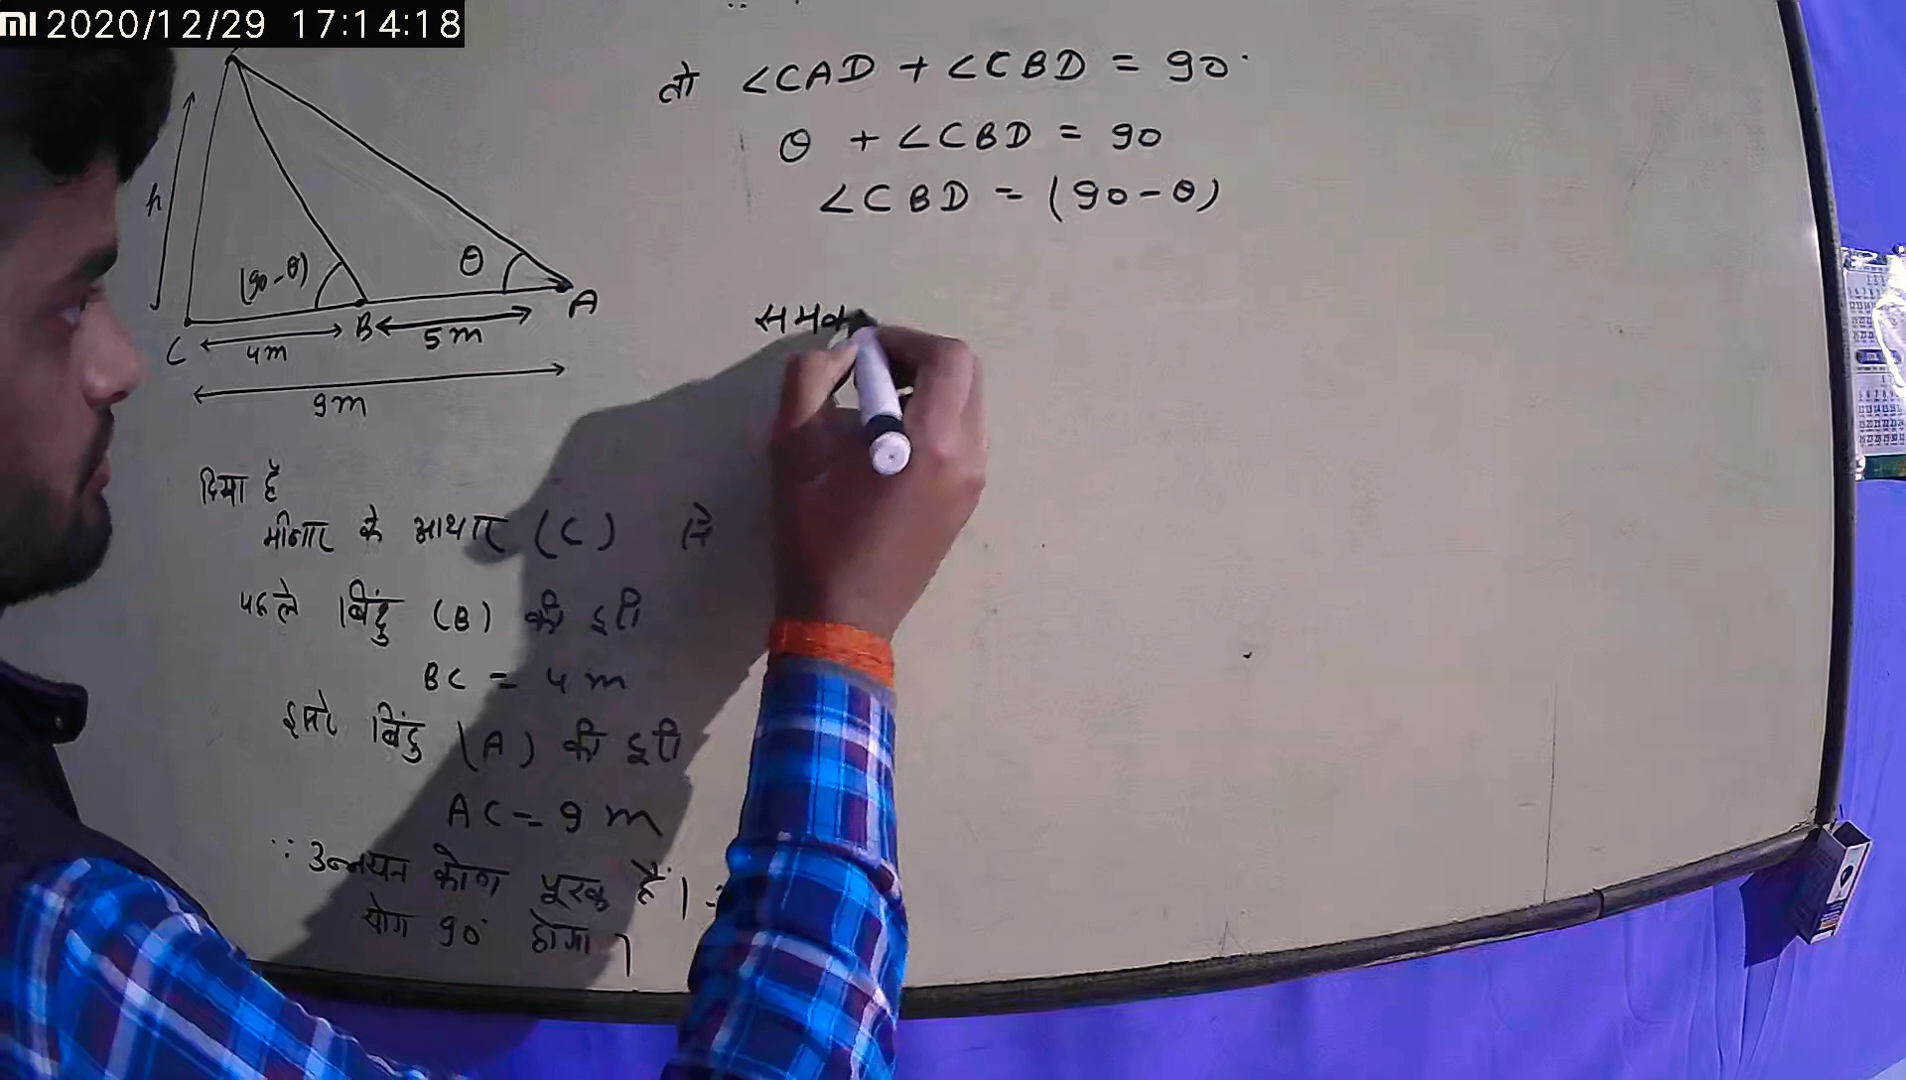 MI 2020/12/29 17:14:18
h
(90-θ)
θ
C
B
A
4m
5m
9m
दिया है
मीनार के आधार (C) से
पहले बिंदु (B) की दूरी
BC = 4 m
दूसरे बिंदु (A) की दूरी
AC = 9 m
∵ उन्नयन कोण पूरक हैं।
योग 90° होगा।
तो ∠CAD + ∠CBD = 90°
θ + ∠CBD = 90
∠CBD = (90-θ)